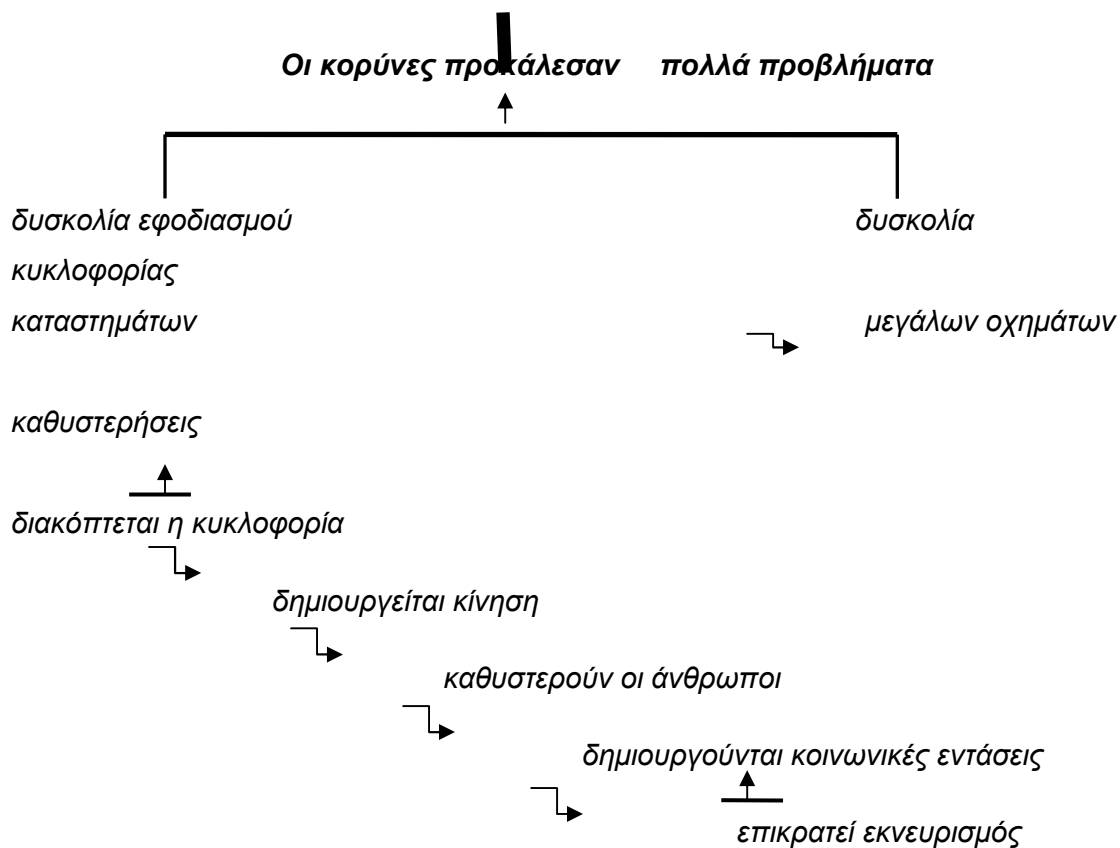 Οι κορύνες προκάλεσαν πολλά προβλήματα
δυσκολία εφοδιασμού δυσκολία
κυκλοφορίας
καταστημάτων μεγάλων οχημάτων
καθυστερήσεις
διακόπτεται η κυκλοφορία
δημιουργείται κίνηση
καθυστερούν οι άνθρωποι
δημιουργούνται κοινωνικές εντάσεις
επικρατεί εκνευρισμός